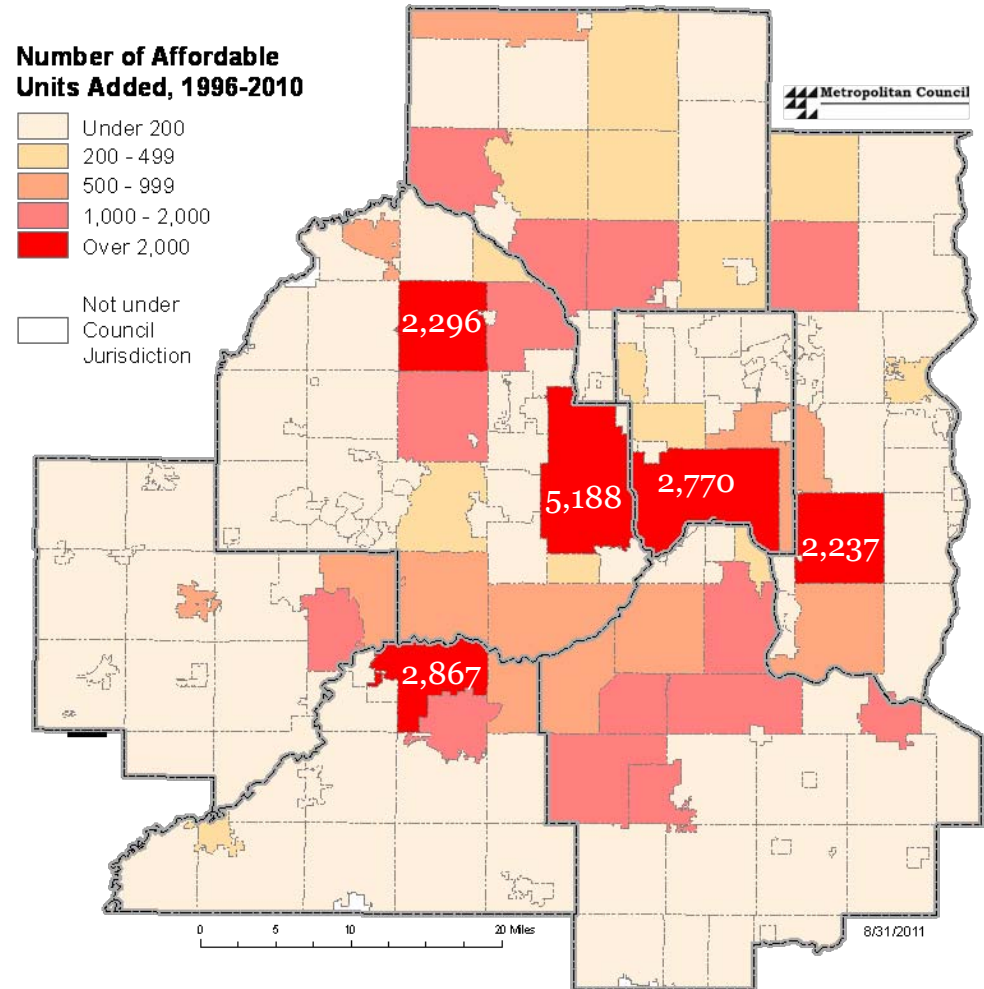 Number of Affordable
Units Added, 1996-2010
Metropolitan Council
Under 200
200 - 499
500 - 999
1,000 - 2,000
Over 2,000
Not under
Council
Jurisdiction
2,296
5,188
2,770
2,237
2,867
0 5 10 20 Miles
8/31/2011